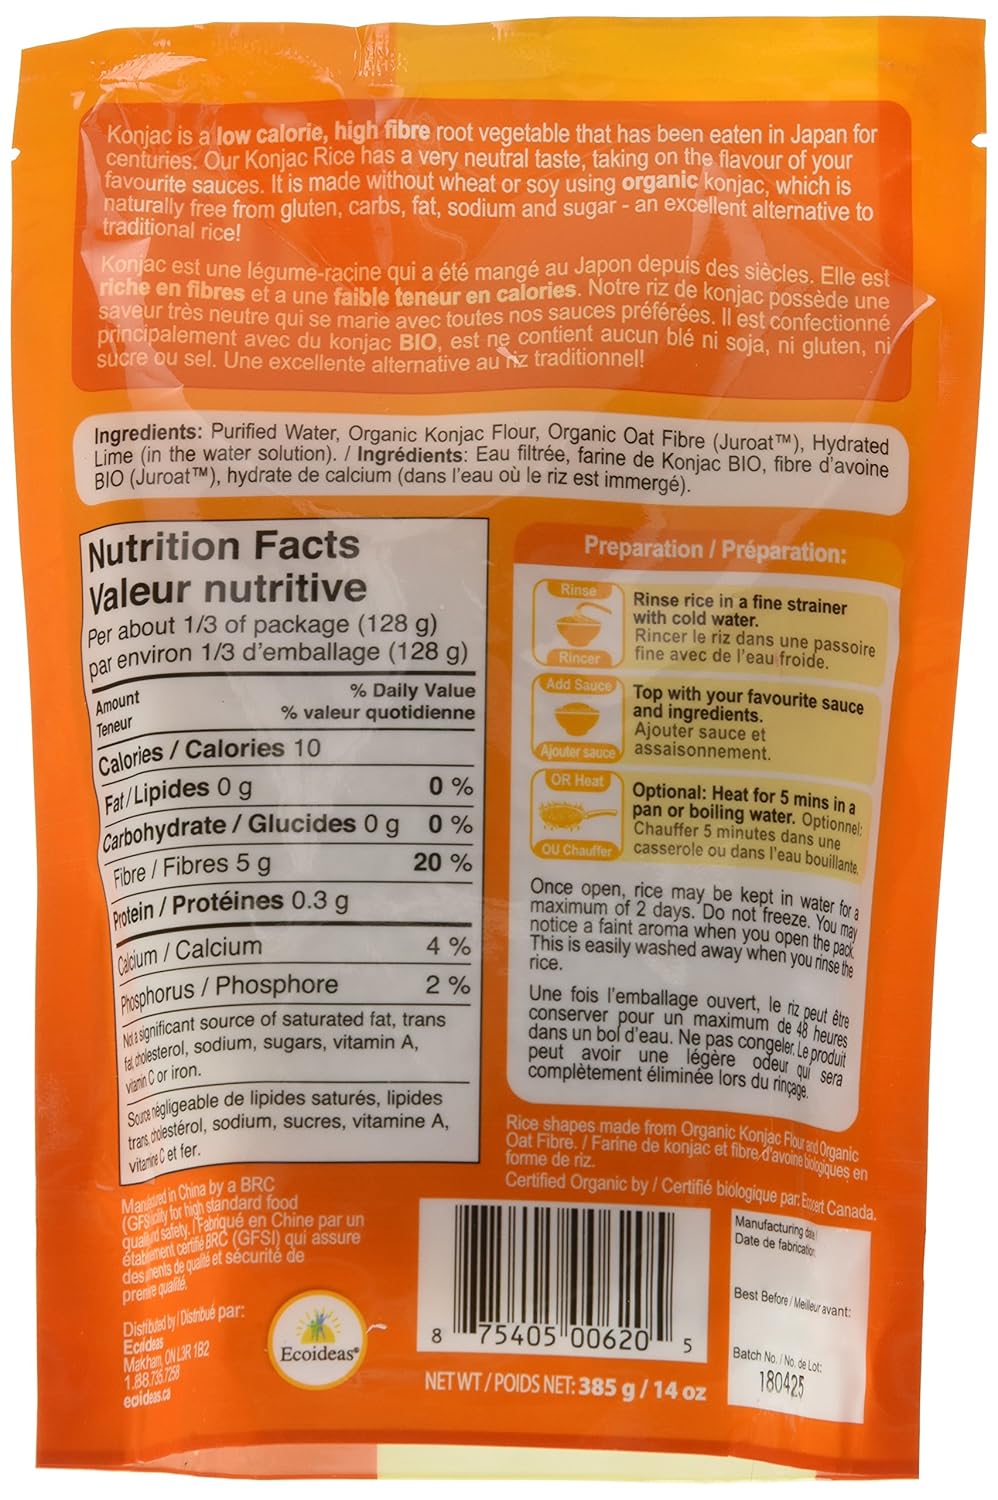 Konjac is a low calorie, high fibre root vegetable that has been eaten in Japan for
centuries. Our Konjac Rice has a very neutral taste, taking on the flavour of your
favourite sauces. It is made without wheat or soy using organic konjac, which is
naturally free from gluten, carbs, fat, sodium and sugar - an excellent alternative to
traditional rice!
Konjac est une légume-racine qui a été mangé au Japon depuis des siècles. Elle est
riche en fibres et a une faible teneur en calories. Notre riz de konjac possède une
saveur très neutre qui se marie avec toutes nos sauces préférées. Il est confectionné
principalement avec du konjac BIO, est ne contient aucun blé ni soja, ni gluten, ni
sucre ou sel. Une excellente alternative au riz traditionnel!
Ingredients: Purified Water, Organic Konjac Flour, Organic Oat Fibre (Juroat™), Hydrated
Lime (in the water solution). / Ingrédients: Eau filtrée, farine de Konjac BIO, fibre d'avoine
BIO (Juroat™), hydrate de calcium (dans l'eau où le riz est immergé).
Nutrition Facts
Valeur nutritive
Per about 1/3 of package (128 g)
par environ 1/3 d'emballage (128 g)
Amount % Daily Value
Teneur % valeur quotidienne
Calories / Calories 10
Fat / Lipides 0 g 0 %
Carbohydrate / Glucides 0 g 0 %
Fibre / Fibres 5 g 20 %
Protein / Protéines 0.3 g
Calcium / Calcium 4 %
Phosphorus / Phosphore 2 %
Not a significant source of saturated fat, trans
fat, cholesterol, sodium, sugars, vitamin A,
vitamin C or iron.
Source négligeable de lipides saturés, lipides
trans, cholestérol, sodium, sucres, vitamine A,
vitamine C et fer.
Preparation / Préparation:
Rinse
Rincer
Rinse rice in a fine strainer
with cold water.
Rincer le riz dans une passoire
fine avec de l'eau froide.
Add Sauce
Ajouter sauce
Top with your favourite sauce
and ingredients.
Ajouter sauce et
assaisonnement.
OR Heat
OU Chauffer
Optional: Heat for 5 mins in a
pan or boiling water. Optionnel:
Chauffer 5 minutes dans une
casserole ou dans l'eau bouillante.
Once open, rice may be kept in water for a
maximum of 2 days. Do not freeze. You may
notice a faint aroma when you open the pack.
This is easily washed away when you rinse the
rice.
Une fois l'emballage ouvert, le riz peut être
conserver pour un maximum de 48 heures
dans un bol d'eau. Ne pas congeler. Le produit
peut avoir une légère odeur qui sera
complètement éliminée lors du rinçage.
Rice shapes made from Organic Konjac Flour and Organic
Oat Fibre. / Farine de konjac et fibre d'avoine biologiques en
forme de riz.
Certified Organic by / Certifié biologique par: Ecocert Canada.
Manufactured in China by a BRC
(GFSI) facility for high standard food
quality and safety. / Fabriqué en Chine par un
établissement certifié BRC (GFSI) qui assure
des aliments de qualité et sécurité de
première qualité.
Distributed by / Distribué par:
Ecoideas
Markham, ON L3R 1B2
ecoideas.ca
Ecoideas®
8 75405 00620 5
NET WT / POIDS NET: 385 g / 14 oz
Manufacturing date /
Date de fabrication
Best Before / Meilleur avant:
Batch No. / No. de Lot:
180425